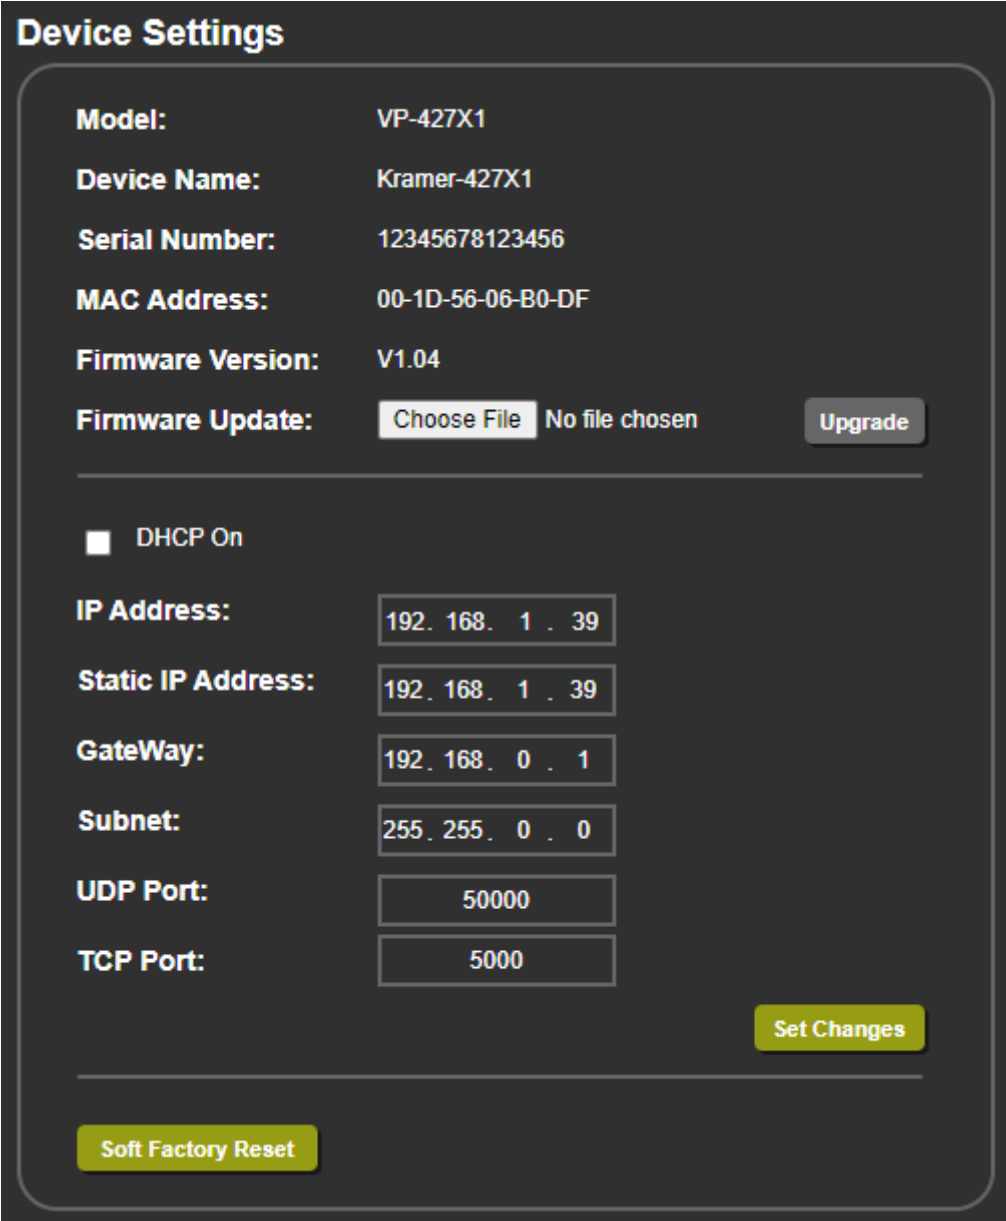 Device Settings
Model: VP-427X1
Device Name: Kramer-427X1
Serial Number: 12345678123456
MAC Address: 00-1D-56-06-B0-DF
Firmware Version: V1.04
Firmware Update: Choose File No file chosen Upgrade
DHCP On
IP Address: 192. 168. 1 . 39
Static IP Address: 192. 168. 1 . 39
GateWay: 192. 168. 0 . 1
Subnet: 255. 255. 0 . 0
UDP Port: 50000
TCP Port: 5000
Set Changes
Soft Factory Reset